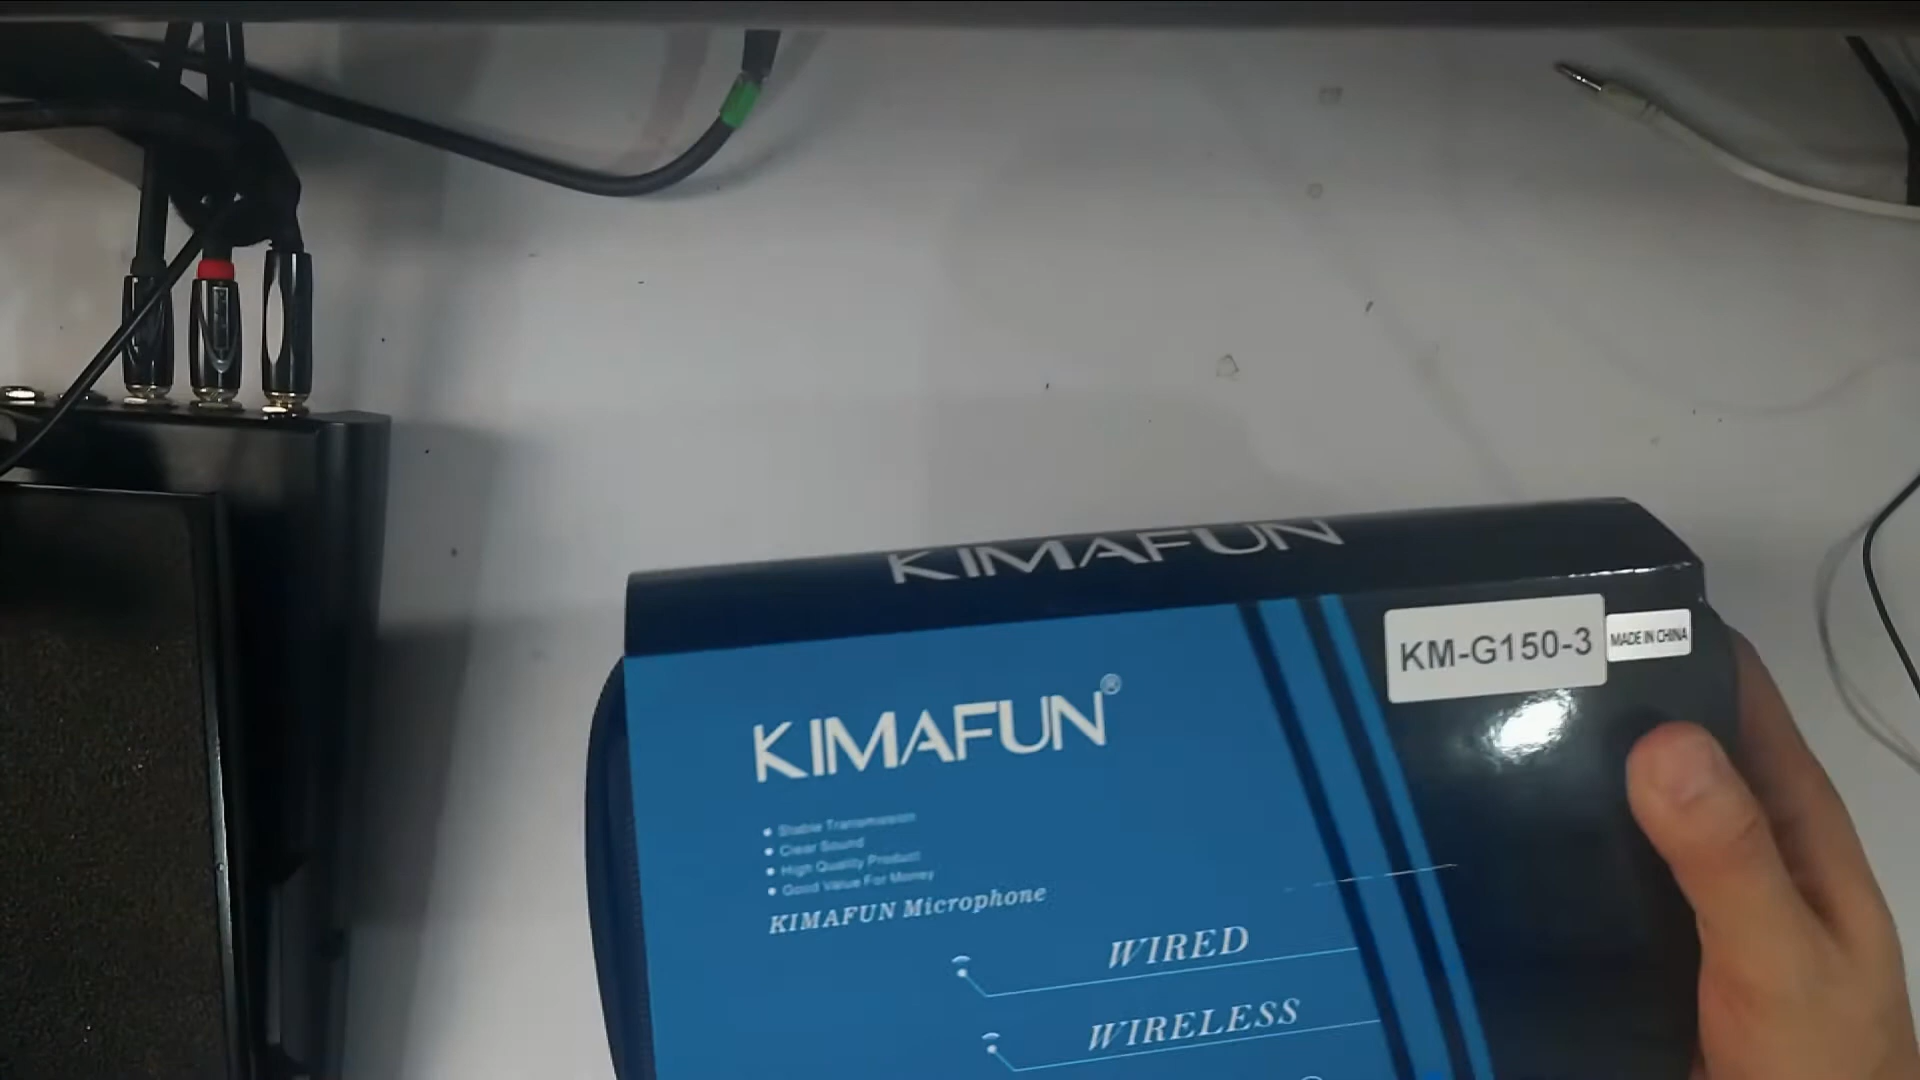 KIMAFUN
KM-G150-3
MADE IN CHINA
KIMAFUN®
Stable Transmission
Clear Sound
High Quality Product
Good Value For Money
KIMAFUN Microphone
WIRED
WIRELESS